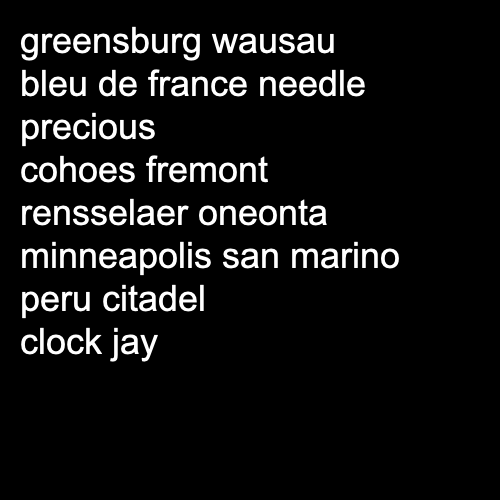 greensburg wausau
bleu de france needle
precious
cohoes fremont
rensselaer oneonta
minneapolis san marino
peru citadel
clock jay